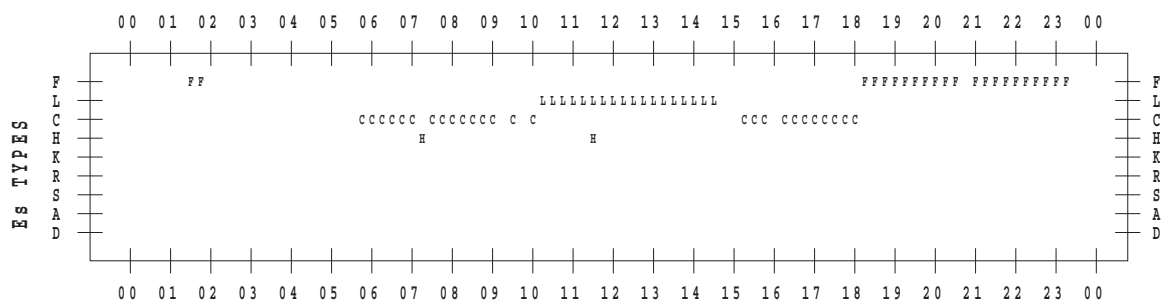 00 01 02 03 04 05 06 07 08 09 10 11 12 13 14 15 16 17 18 19 20 21 22 23 00
F FF FFFFFFFFFF FFFFFFFFFF F
L LLLLLLLLLLLLLLLLLL L
C CCCCCC CCCCCCC C C CCC CCCCCCCC C
H H H H
K K
R R
S S
A A
D D
Es TYPES
00 01 02 03 04 05 06 07 08 09 10 11 12 13 14 15 16 17 18 19 20 21 22 23 00